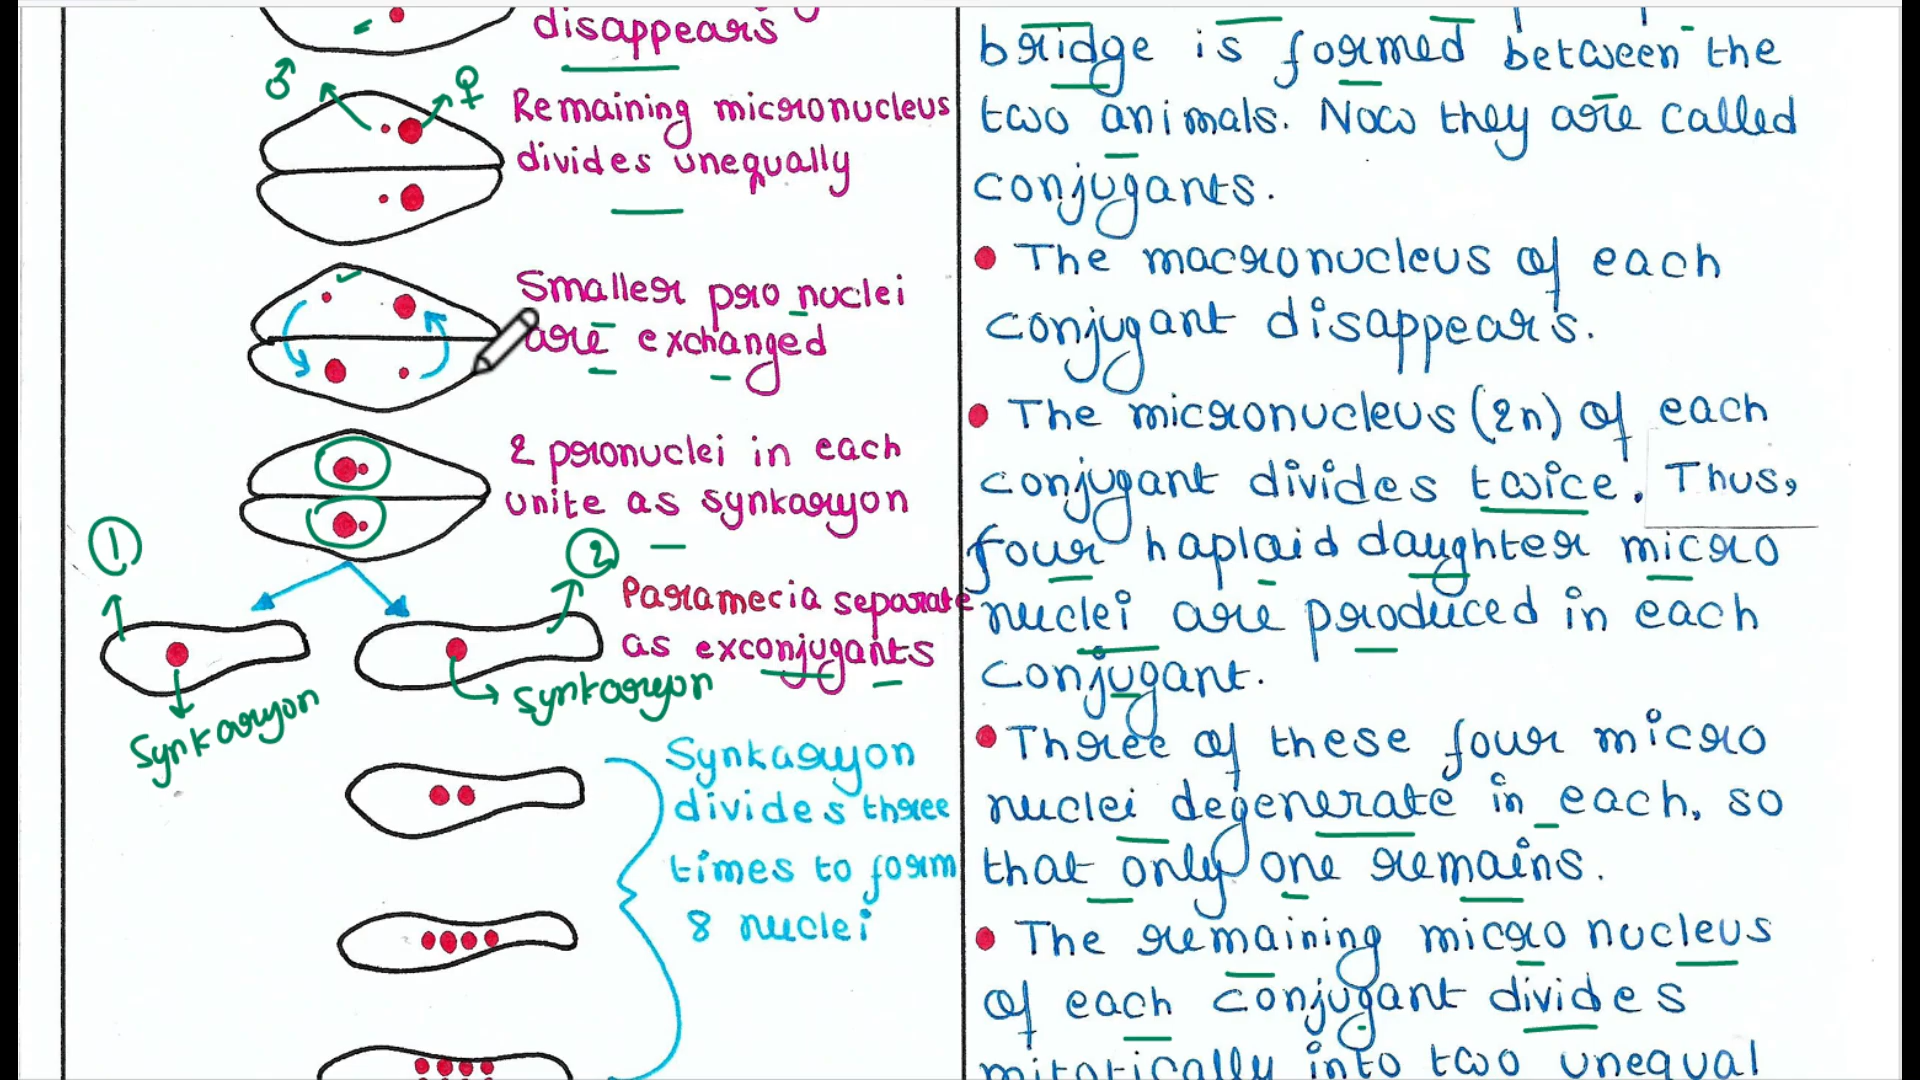 disappears
♂ ♀
Remaining micronucleus
divides unequally
Smaller pro nuclei
are exchanged
2 pronuclei in each
unite as synkaryon
1
2
Paramecia separate
as exconjugants
Synkaryon
Synkaryon
Synkaryon
divides three
times to form
8 nuclei
bridge is formed between the
two animals. Now they are called
conjugants.
• The macronucleus of each
conjugant disappears.
• The micronucleus (2n) of each
conjugant divides twice. Thus,
four haploid daughter micro
nuclei are produced in each
conjugant.
• Three of these four micro
nuclei degenerate in each, so
that only one remains.
• The remaining micro nucleus
of each conjugant divides
mitotically into two unequal